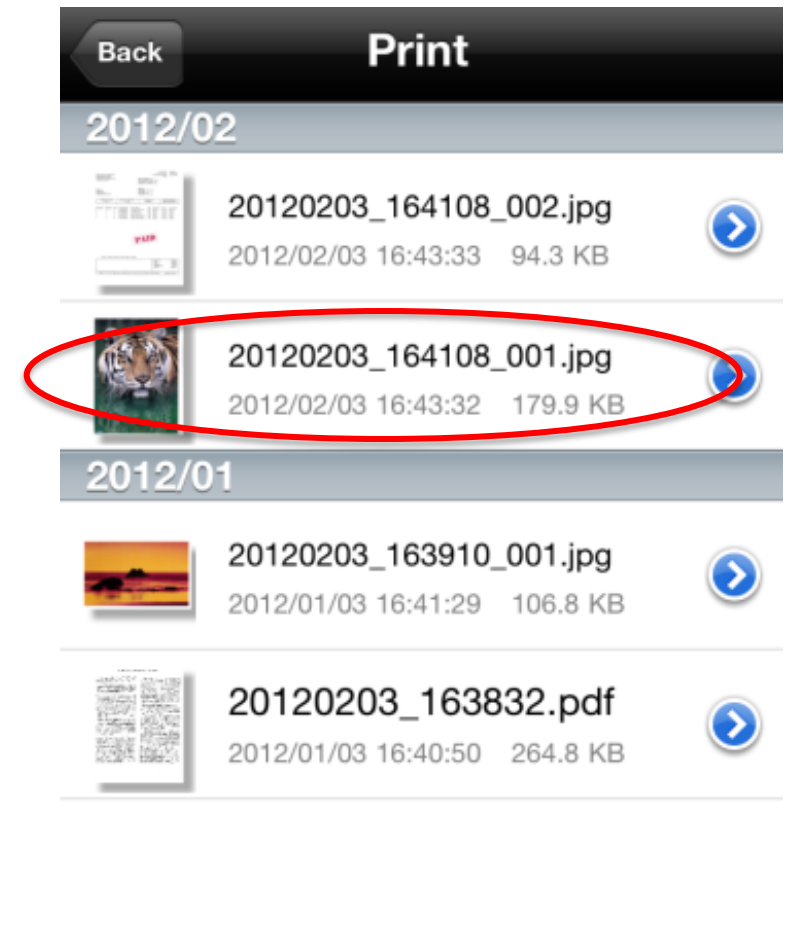 Back
Print
2012/02
20120203_164108_002.jpg
2012/02/03 16:43:33 94.3 KB
20120203_164108_001.jpg
2012/02/03 16:43:32 179.9 KB
2012/01
20120203_163910_001.jpg
2012/01/03 16:41:29 106.8 KB
20120203_163832.pdf
2012/01/03 16:40:50 264.8 KB